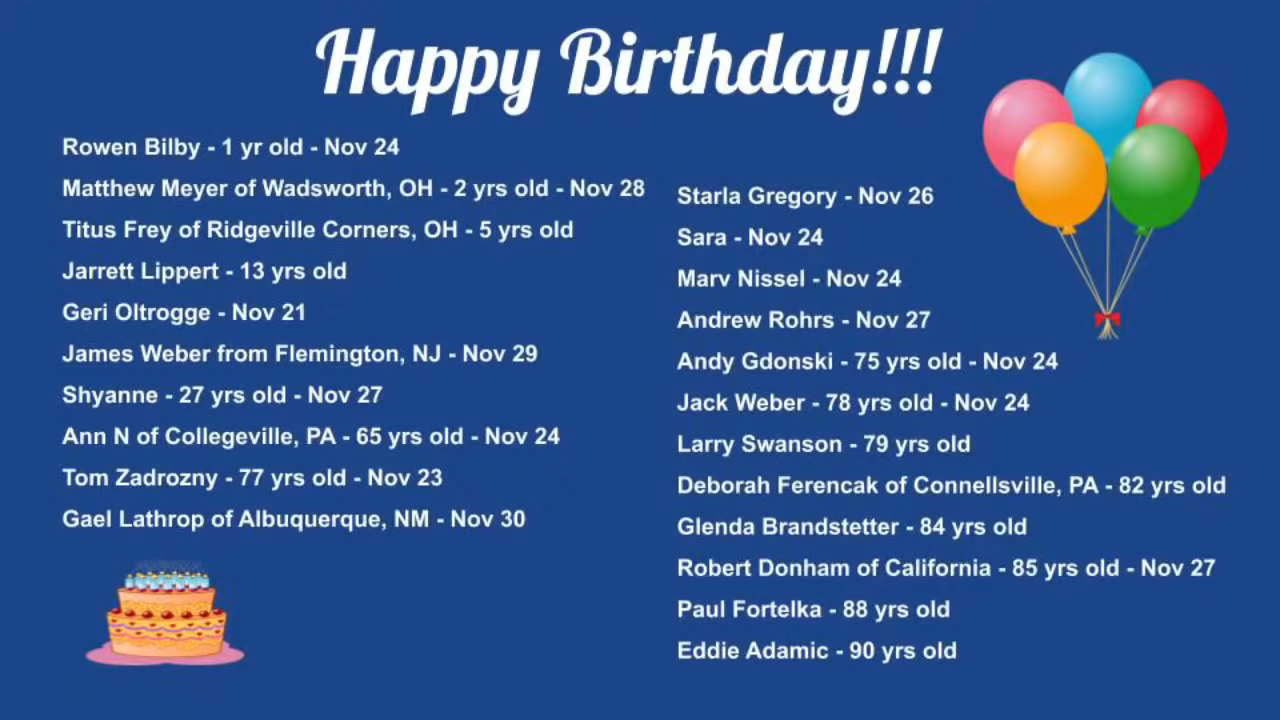 Happy Birthday!!!
Rowen Bilby - 1 yr old - Nov 24
Matthew Meyer of Wadsworth, OH - 2 yrs old - Nov 28
Titus Frey of Ridgeville Corners, OH - 5 yrs old
Jarrett Lippert - 13 yrs old
Geri Oltrogge - Nov 21
James Weber from Flemington, NJ - Nov 29
Shyanne - 27 yrs old - Nov 27
Ann N of Collegeville, PA - 65 yrs old - Nov 24
Tom Zadrozny - 77 yrs old - Nov 23
Gael Lathrop of Albuquerque, NM - Nov 30
Starla Gregory - Nov 26
Sara - Nov 24
Marv Nissel - Nov 24
Andrew Rohrs - Nov 27
Andy Gdonski - 75 yrs old - Nov 24
Jack Weber - 78 yrs old - Nov 24
Larry Swanson - 79 yrs old
Deborah Ferencak of Connellsville, PA - 82 yrs old
Glenda Brandstetter - 84 yrs old
Robert Donham of California - 85 yrs old - Nov 27
Paul Fortelka - 88 yrs old
Eddie Adamic - 90 yrs old